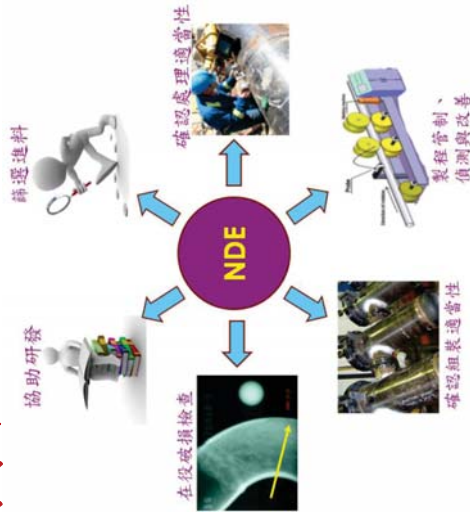 協助研發
篩選進料
在役破損檢查
NDE
確認處理適當性
確認組裝適當性
Probe
製程管制、
偵測與改善